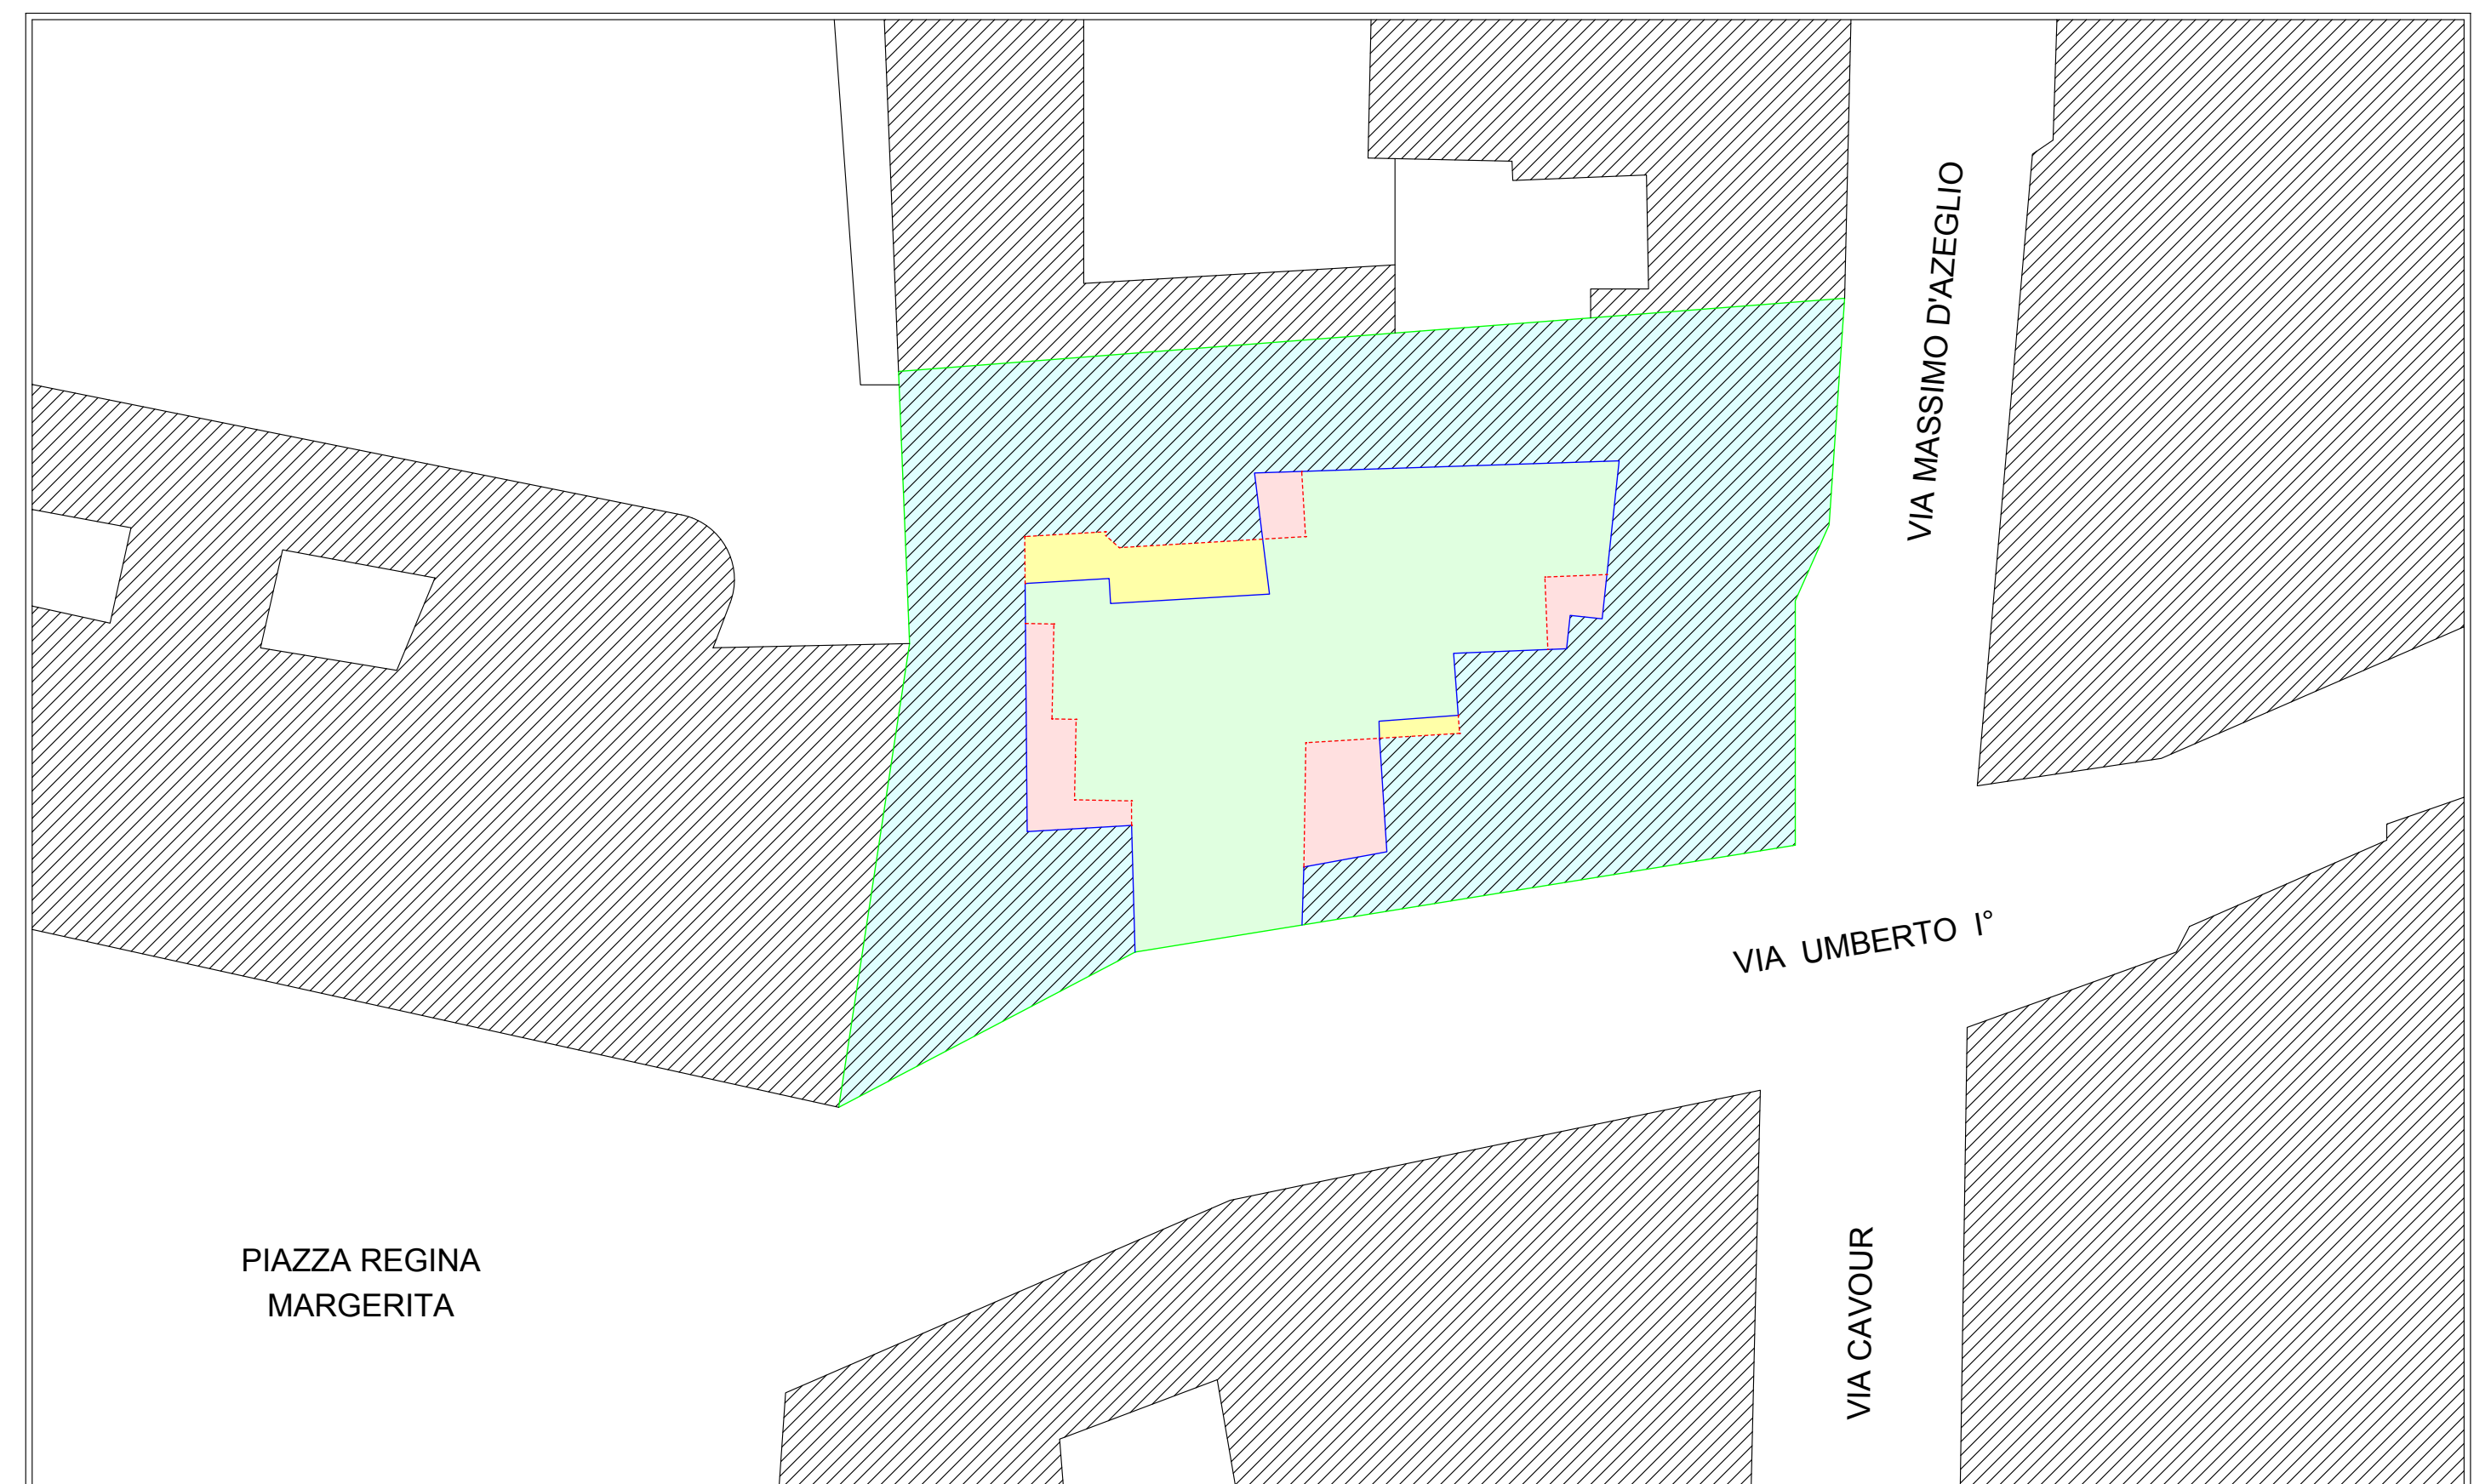 VIA MASSIMO D'AZEGLIO
VIA UMBERTO I°
PIAZZA REGINA
MARGERITA
VIA CAVOUR